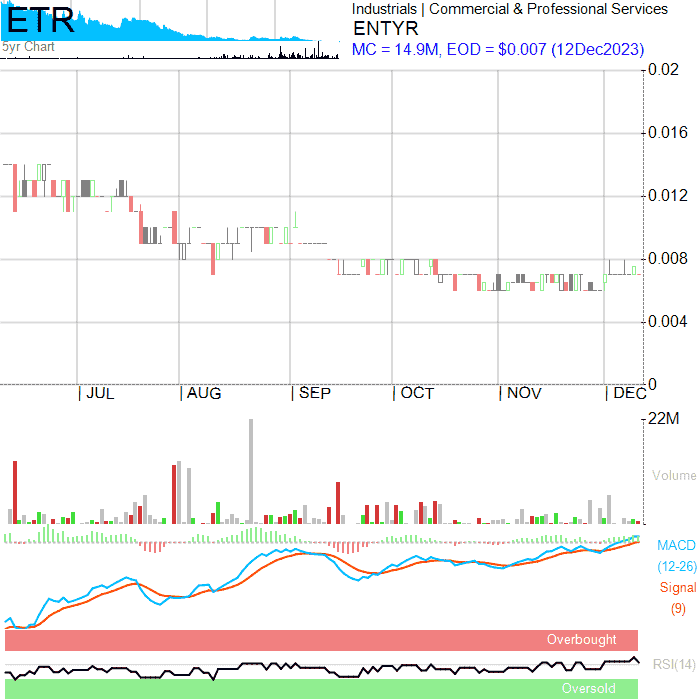 ETR
5yr Chart
Industrials | Commercial & Professional Services
ENTYR
MC = 14.9M, EOD = $0.007 (12Dec2023)
0.02
0.016
0.012
0.008
0.004
0
| JUL | AUG | SEP | OCT | NOV | DEC
22M
Volume
MACD
(12-26)
Signal
(9)
Overbought
RSI(14)
Oversold